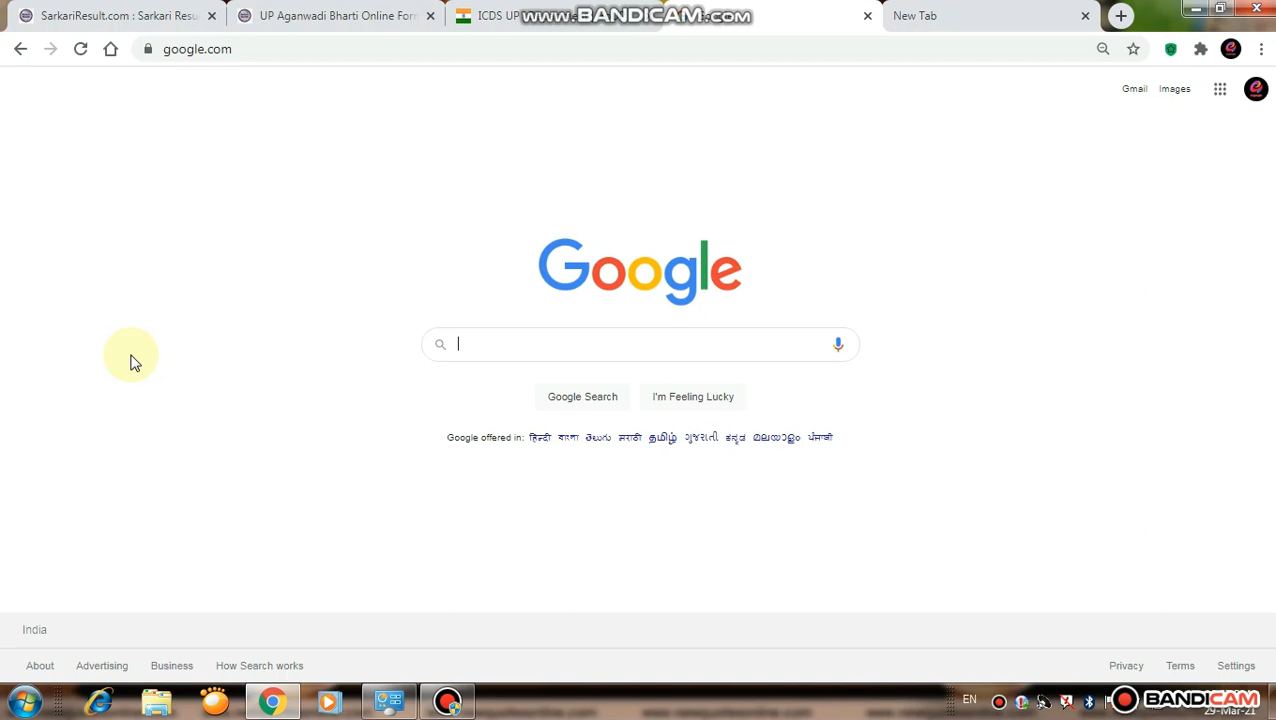 SarkariResult.com : Sarkari Resu
UP Aganwadi Bharti Online For
ICDS UP
www.BANDICAM.com
New Tab
google.com
Gmail
Images
Google
Google Search
I'm Feeling Lucky
Google offered in: हिन्दी বাংলা తెలుగు मराठी தமிழ் ગુજરાતી ಕನ್ನಡ മലയാളം ਪੰਜਾਬੀ
India
About
Advertising
Business
How Search works
Privacy
Terms
Settings
EN
BANDICAM
29-Mar-21